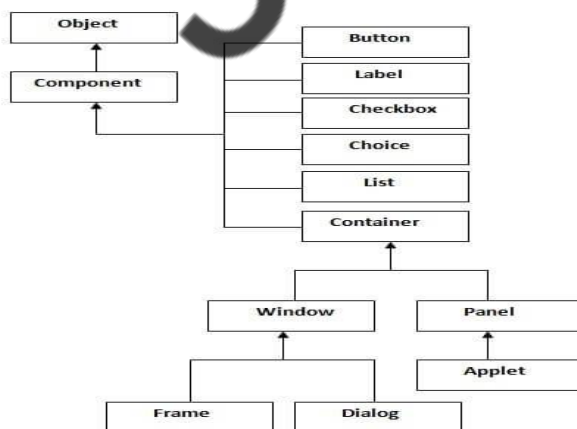 Object
Component
Button
Label
Checkbox
Choice
List
Container
Window
Panel
Applet
Frame
Dialog